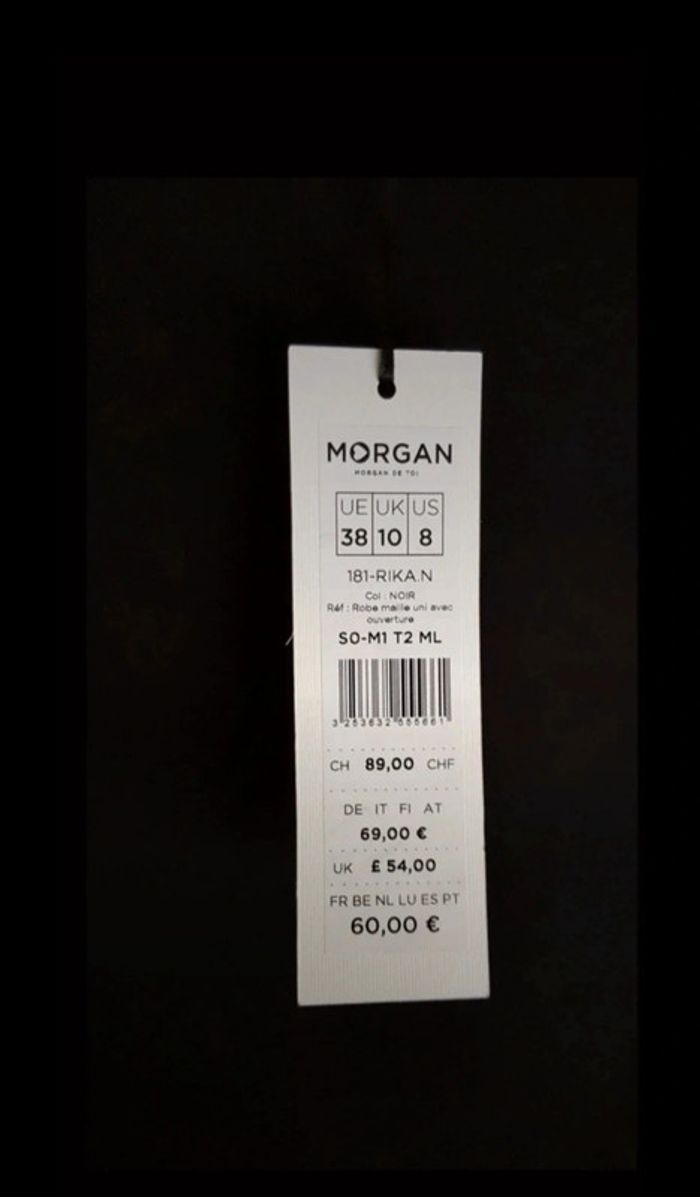 MORGAN
MORGAN DE TOI
UE UK US
38 10 8
181-RIKA.N
Col : NOIR
Réf : Robe maille uni avec
ouverture
SO-M1 T2 ML
CH 89,00 CHF
DE IT FI AT
69,00 €
UK £ 54,00
FR BE NL LU ES PT
60,00 €